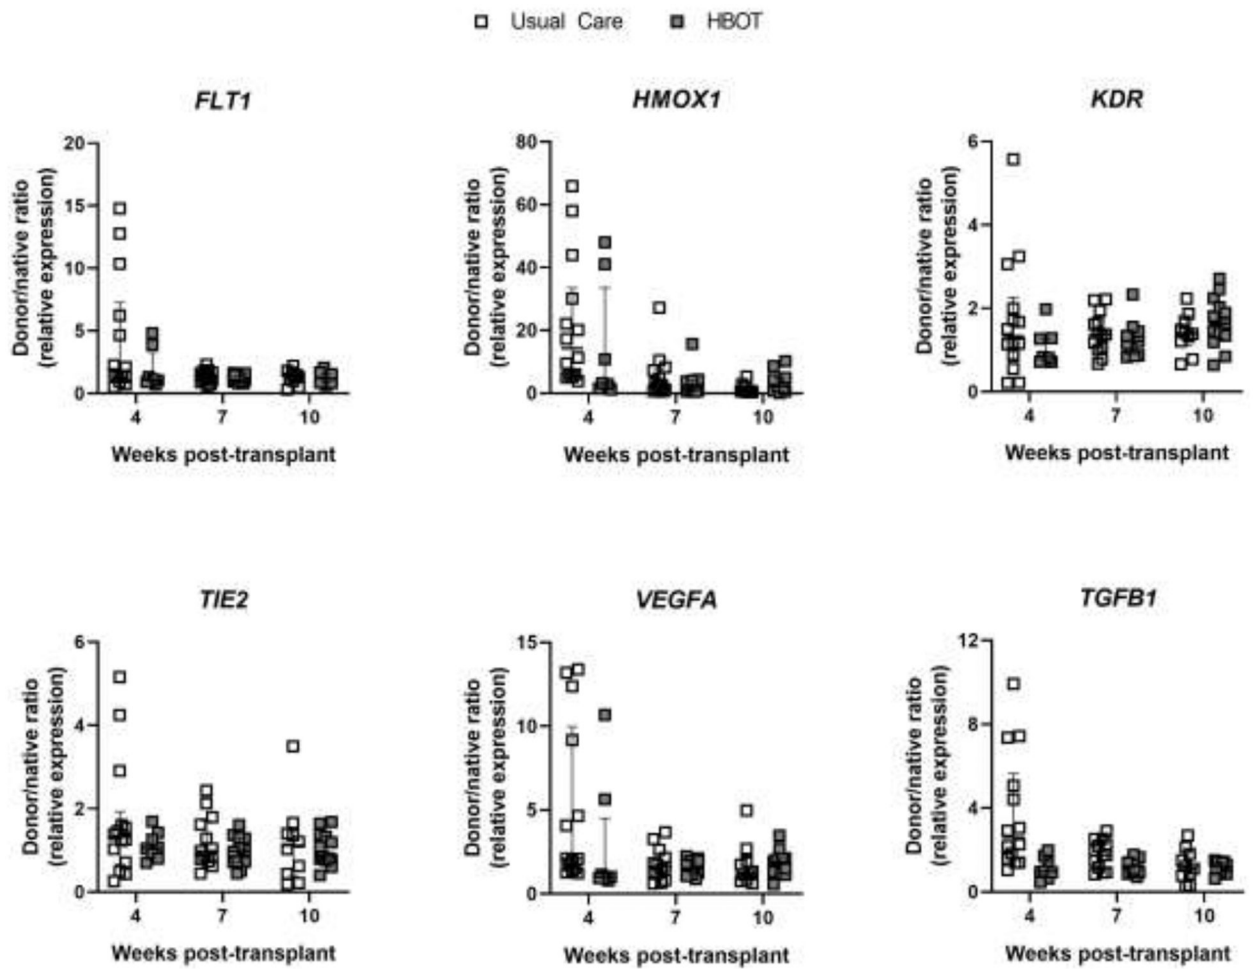 Usual Care HBOT
FLT1
Donor/native ratio
(relative expression)
20
15
10
5
0
4 7 10
Weeks post-transplant
HMOX1
Donor/native ratio
(relative expression)
80
60
40
20
0
4 7 10
Weeks post-transplant
KDR
Donor/native ratio
(relative expression)
6
4
2
0
4 7 10
Weeks post-transplant
TIE2
Donor/native ratio
(relative expression)
6
4
2
0
4 7 10
Weeks post-transplant
VEGFA
Donor/native ratio
(relative expression)
15
10
5
0
4 7 10
Weeks post-transplant
TGFB1
Donor/native ratio
(relative expression)
12
8
4
0
4 7 10
Weeks post-transplant